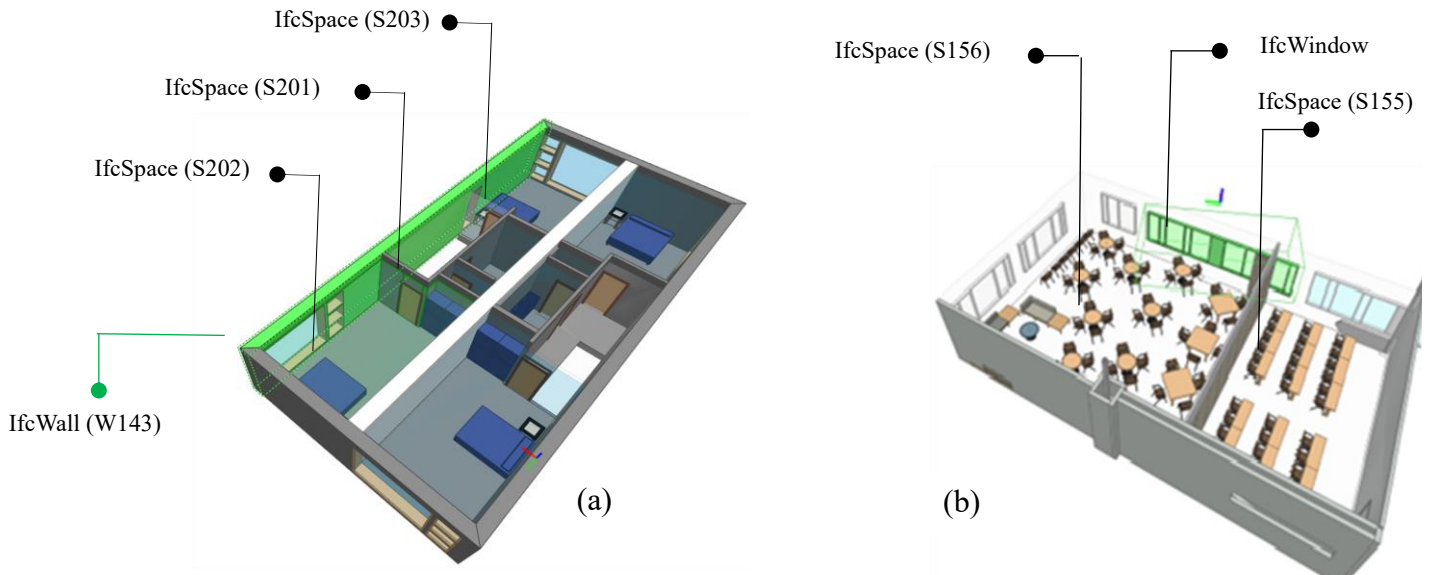 IfcSpace (S203)
IfcSpace (S201)
IfcSpace (S202)
IfcWall (W143)
(a)
IfcSpace (S156)
IfcWindow
IfcSpace (S155)
(b)